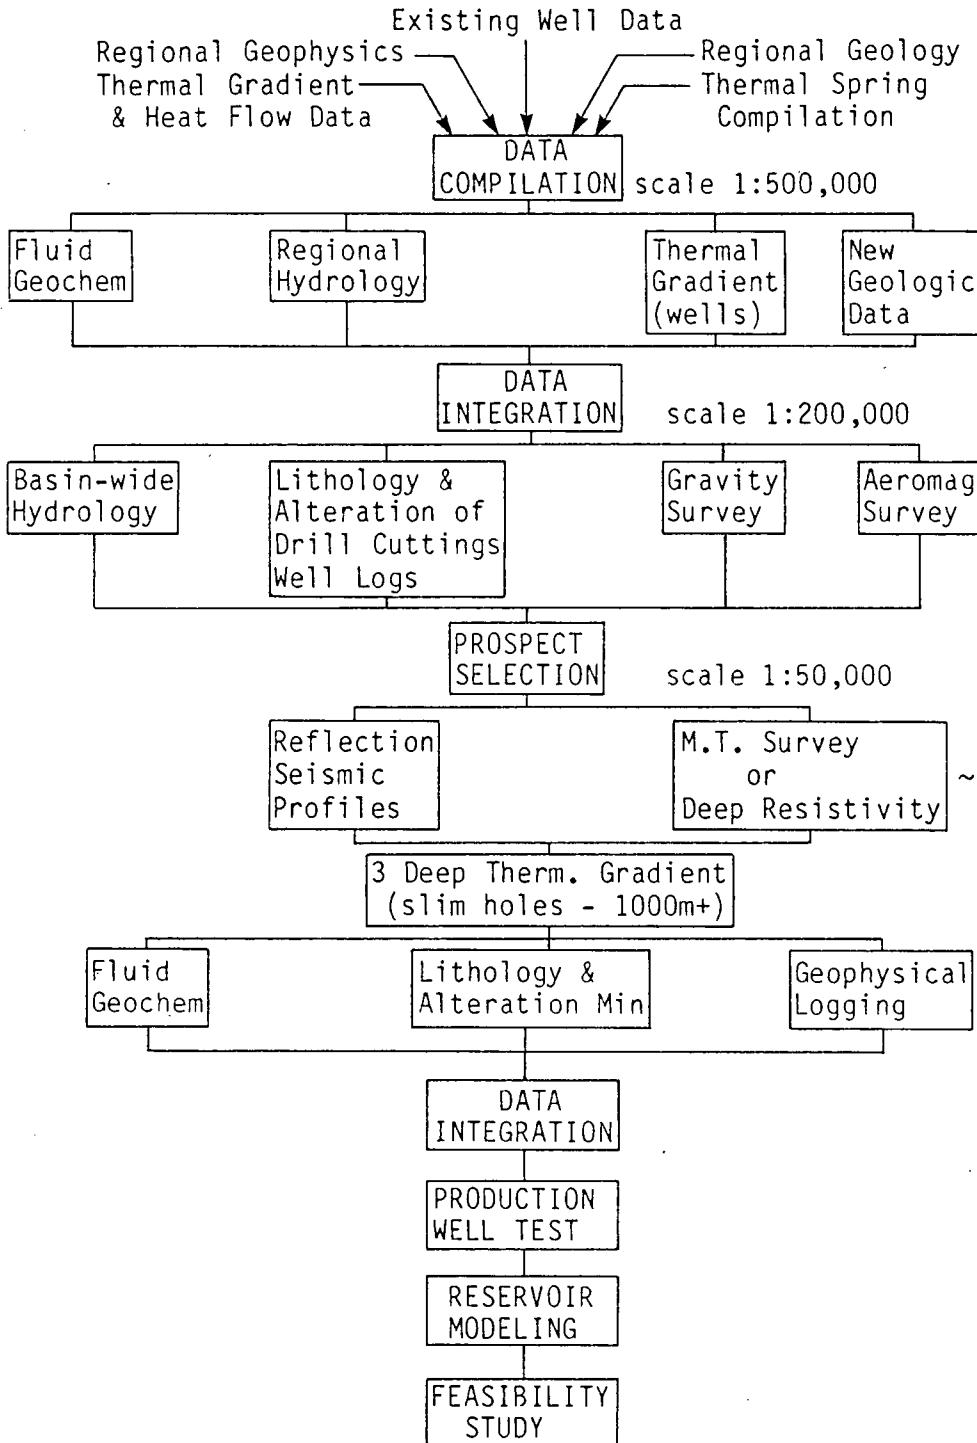 Existing Well Data
Regional Geophysics
Regional Geology
Thermal Gradient
& Heat Flow Data
Thermal Spring
Compilation
DATA
COMPILATION
scale 1:500,000
Fluid
Geochem
Regional
Hydrology
Thermal
Gradient
(wells)
New
Geologic
Data
DATA
INTEGRATION
scale 1:200,000
Basin-wide
Hydrology
Lithology &
Alteration of
Drill Cuttings
Well Logs
Gravity
Survey
Aeromag
Survey
PROSPECT
SELECTION
scale 1:50,000
Reflection
Seismic
Profiles
M.T. Survey
or
Deep Resistivity
~
3 Deep Therm. Gradient
(slim holes - 1000m+)
Fluid
Geochem
Lithology &
Alteration Min
Geophysical
Logging
DATA
INTEGRATION
PRODUCTION
WELL TEST
RESERVOIR
MODELING
FEASIBILITY
STUDY